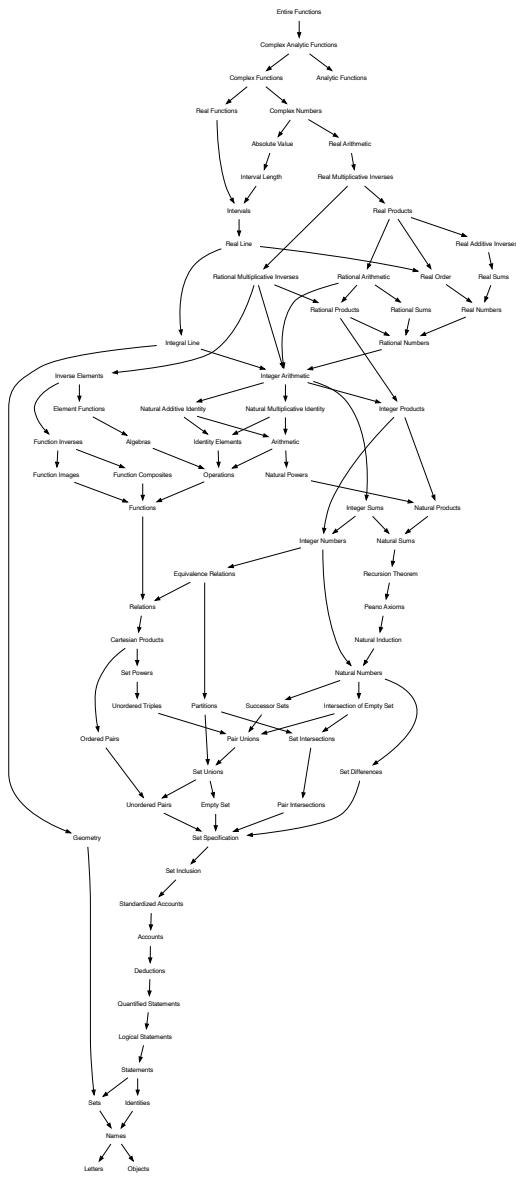 Entire Functions
Complex Analytic Functions
Complex Functions
Analytic Functions
Real Functions
Complex Numbers
Absolute Value
Real Arithmetic
Interval Length
Real Multiplicative Inverses
Intervals
Real Products
Real Line
Real Additive Inverses
Rational Multiplicative Inverses
Rational Arithmetic
Real Order
Real Sums
Rational Products
Rational Sums
Real Numbers
Integral Line
Rational Numbers
Inverse Elements
Integer Arithmetic
Element Functions
Natural Additive Identity
Natural Multiplicative Identity
Integer Products
Function Inverses
Algebras
Identity Elements
Arithmetic
Function Images
Function Composites
Operations
Natural Powers
Functions
Integer Sums
Natural Products
Integer Numbers
Natural Sums
Equivalence Relations
Recursion Theorem
Relations
Peano Axioms
Cartesian Products
Natural Induction
Set Powers
Natural Numbers
Unordered Triples
Partitions
Successor Sets
Intersection of Empty Set
Ordered Pairs
Pair Unions
Set Intersections
Set Unions
Set Differences
Unordered Pairs
Empty Set
Pair Intersections
Geometry
Set Specification
Set Inclusion
Standardized Accounts
Accounts
Deductions
Quantified Statements
Logical Statements
Statements
Sets
Identities
Names
Letters
Objects